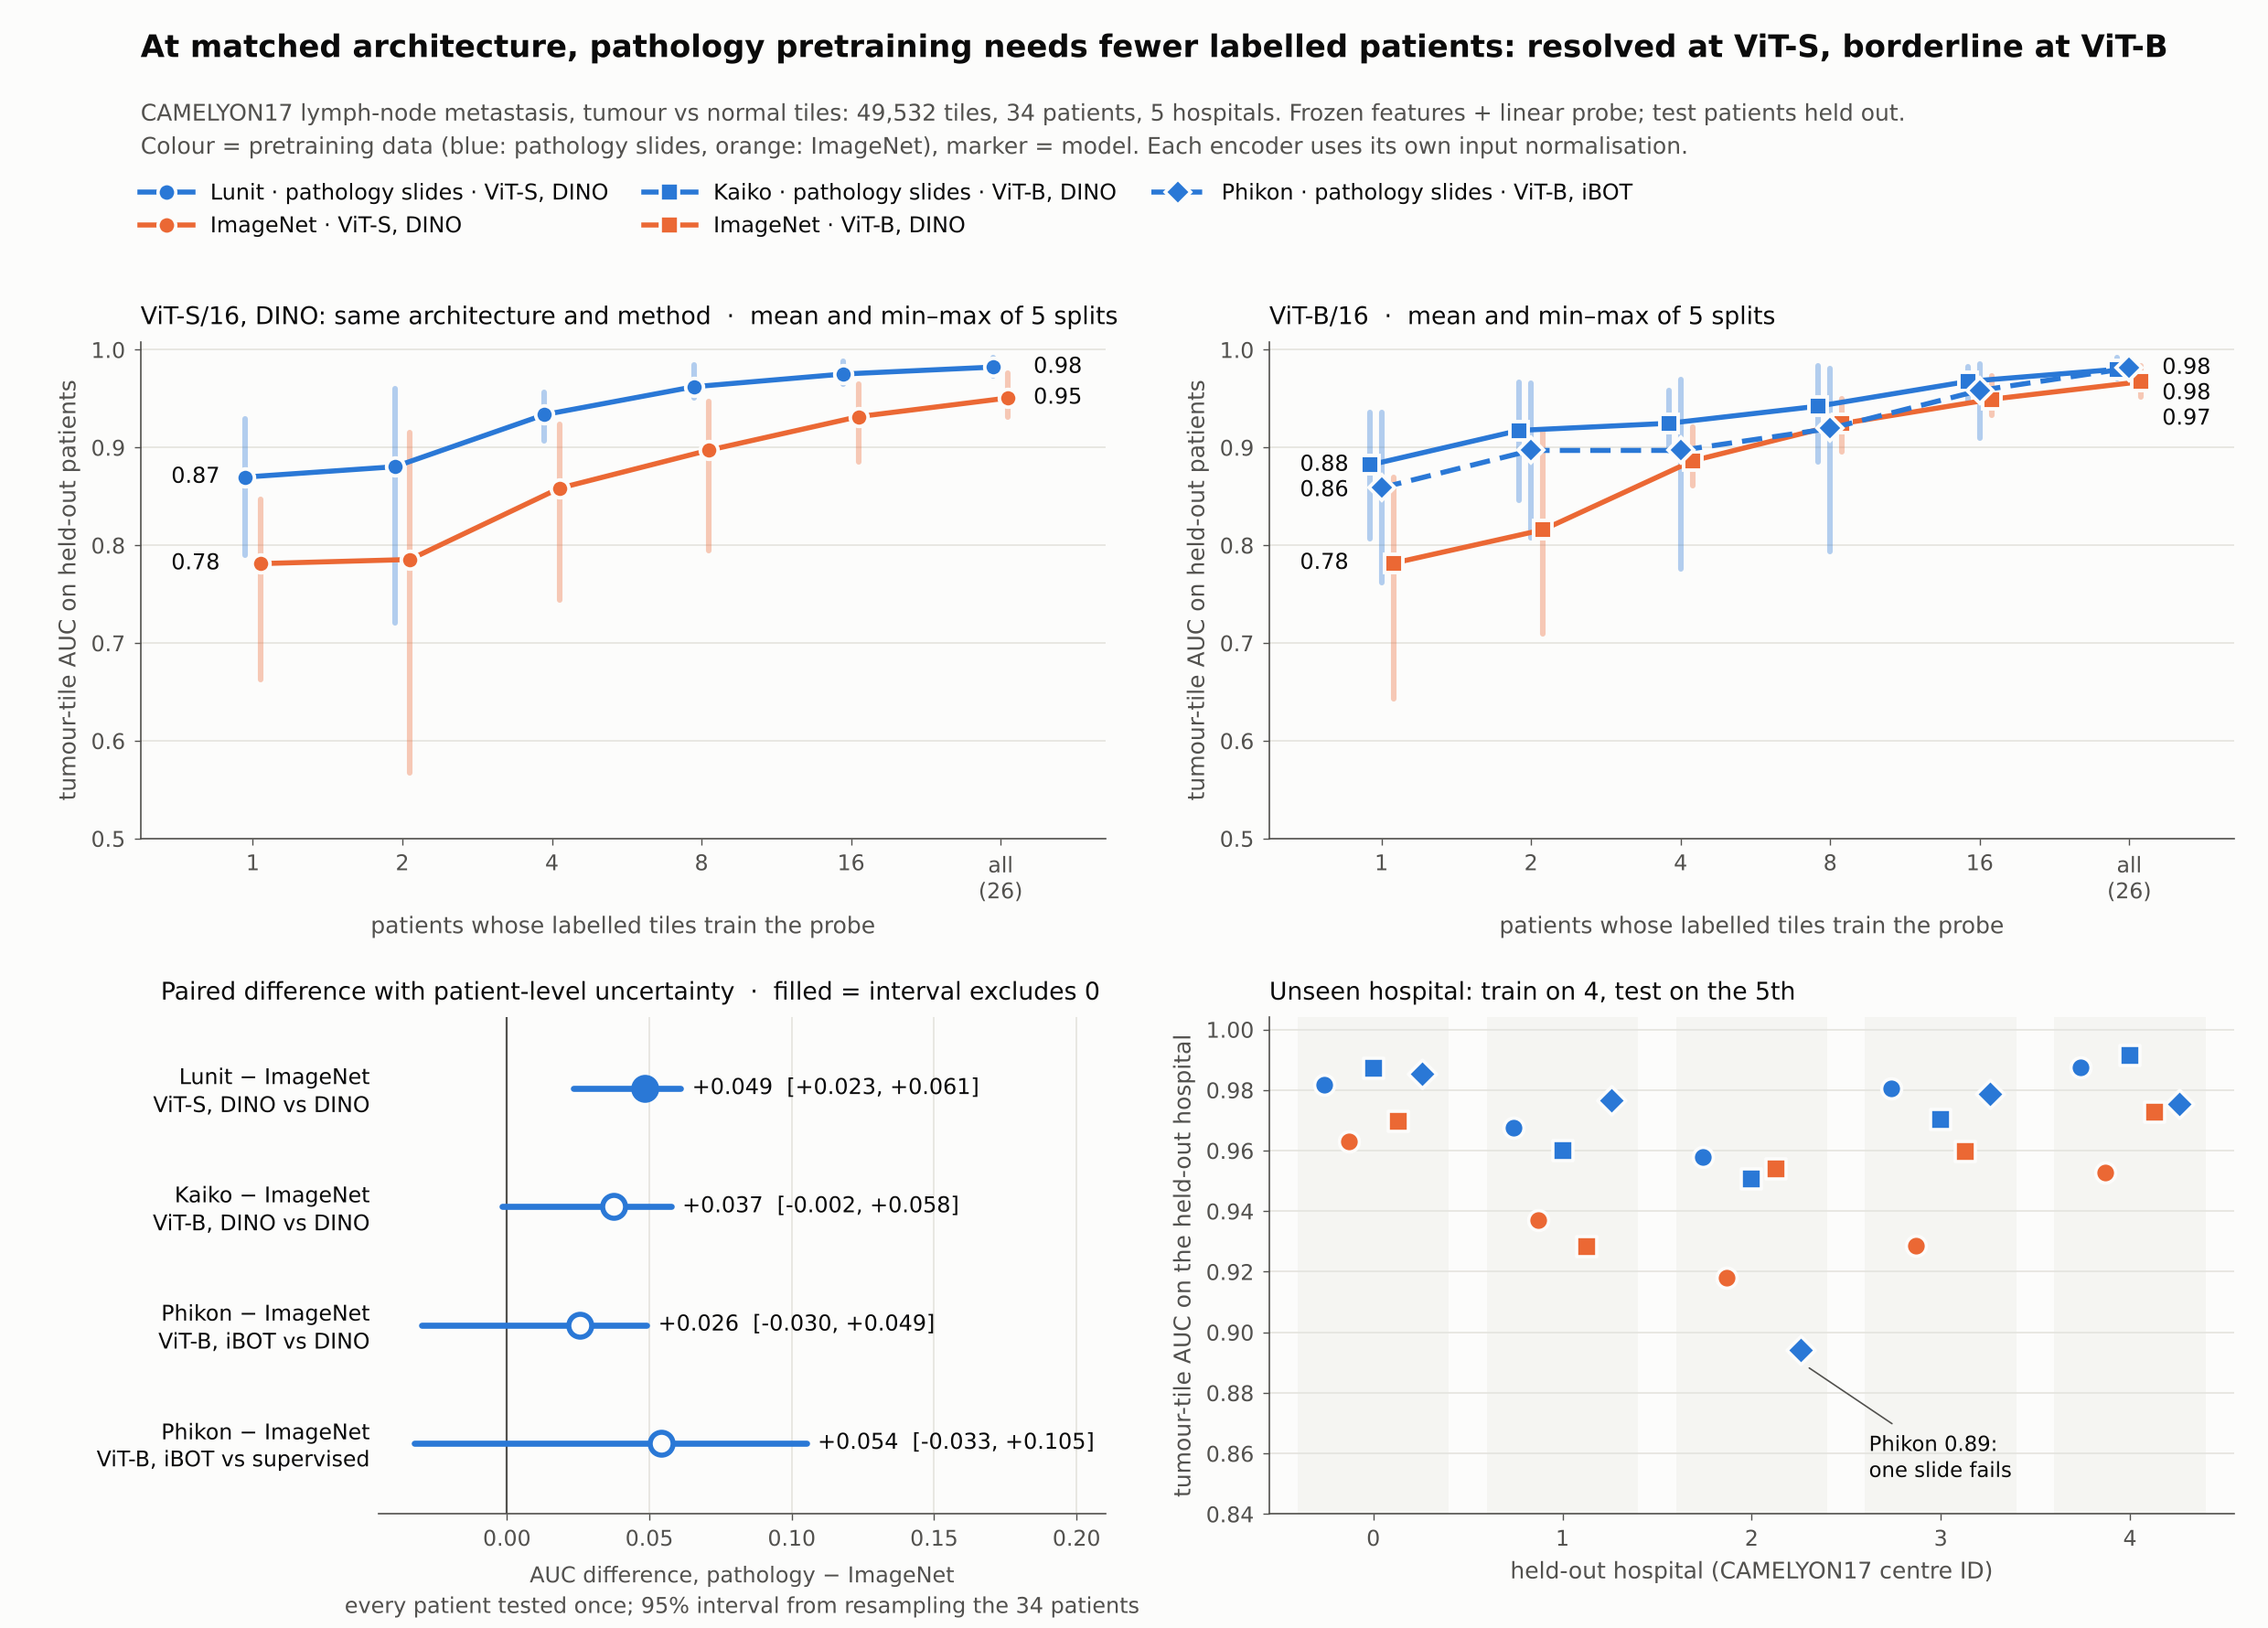 At matched architecture, pathology pretraining needs fewer labelled patients: resolved at ViT-S, borderline at ViT-B
CAMELYON17 lymph-node metastasis, tumour vs normal tiles: 49,532 tiles, 34 patients, 5 hospitals. Frozen features + linear probe; test patients held out.
Colour = pretraining data (blue: pathology slides, orange: ImageNet), marker = model. Each encoder uses its own input normalisation.
Lunit · pathology slides · ViT-S, DINO
Kaiko · pathology slides · ViT-B, DINO
Phikon · pathology slides · ViT-B, iBOT
ImageNet · ViT-S, DINO
ImageNet · ViT-B, DINO
ViT-S/16, DINO: same architecture and method · mean and min–max of 5 splits
tumour-tile AUC on held-out patients
1.0
0.9
0.8
0.7
0.6
0.5
0.87
0.78
0.98
0.95
1
2
4
8
16
all
(26)
patients whose labelled tiles train the probe
ViT-B/16 · mean and min–max of 5 splits
tumour-tile AUC on held-out patients
1.0
0.9
0.8
0.7
0.6
0.5
0.88
0.86
0.78
0.98
0.98
0.97
1
2
4
8
16
all
(26)
patients whose labelled tiles train the probe
Paired difference with patient-level uncertainty · filled = interval excludes 0
Lunit − ImageNet
ViT-S, DINO vs DINO
+0.049 [+0.023, +0.061]
Kaiko − ImageNet
ViT-B, DINO vs DINO
+0.037 [-0.002, +0.058]
Phikon − ImageNet
ViT-B, iBOT vs DINO
+0.026 [-0.030, +0.049]
Phikon − ImageNet
ViT-B, iBOT vs supervised
+0.054 [-0.033, +0.105]
0.00
0.05
0.10
0.15
0.20
AUC difference, pathology − ImageNet
every patient tested once; 95% interval from resampling the 34 patients
Unseen hospital: train on 4, test on the 5th
tumour-tile AUC on the held-out hospital
1.00
0.98
0.96
0.94
0.92
0.90
0.88
0.86
0.84
Phikon 0.89:
one slide fails
0
1
2
3
4
held-out hospital (CAMELYON17 centre ID)